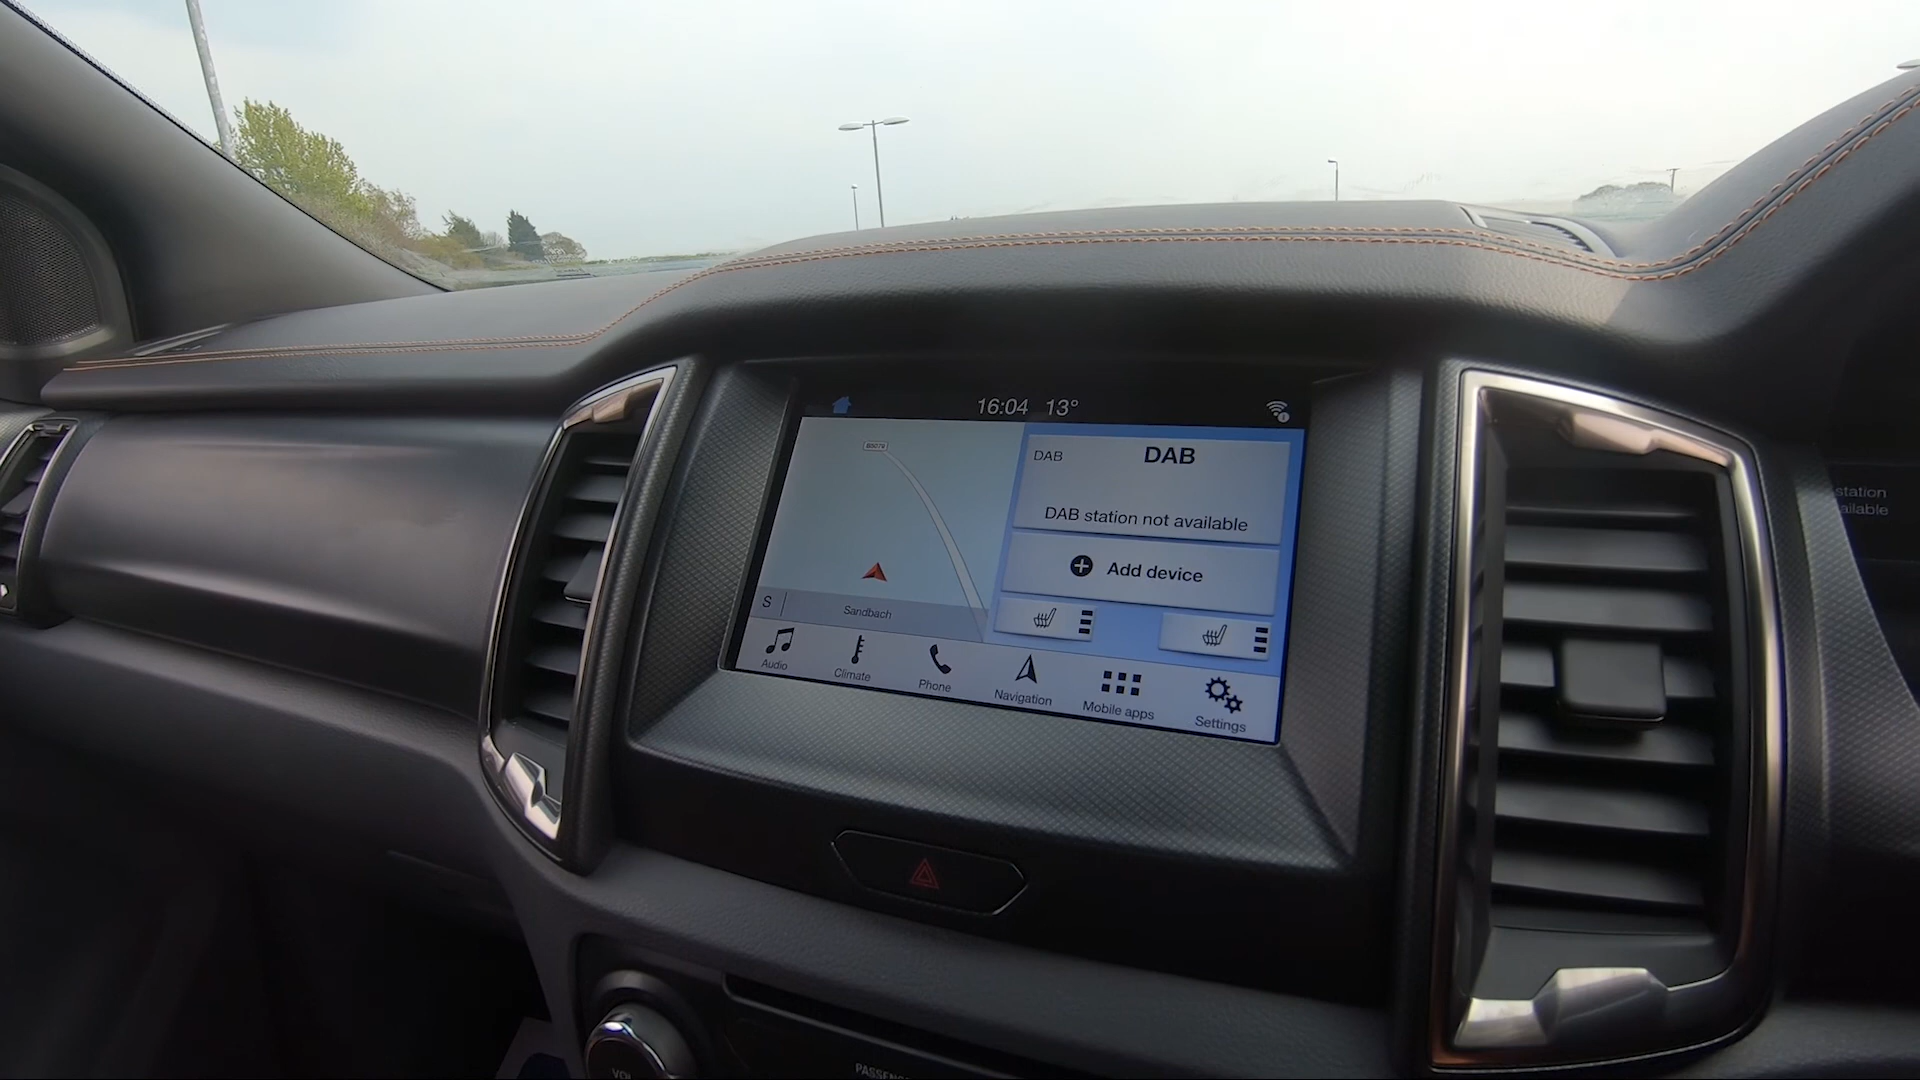 16:04 13°
B5079
DAB
DAB
DAB station not available
Add device
S
Sandbach
Audio
Climate
Phone
Navigation
Mobile apps
Settings
station
ailable